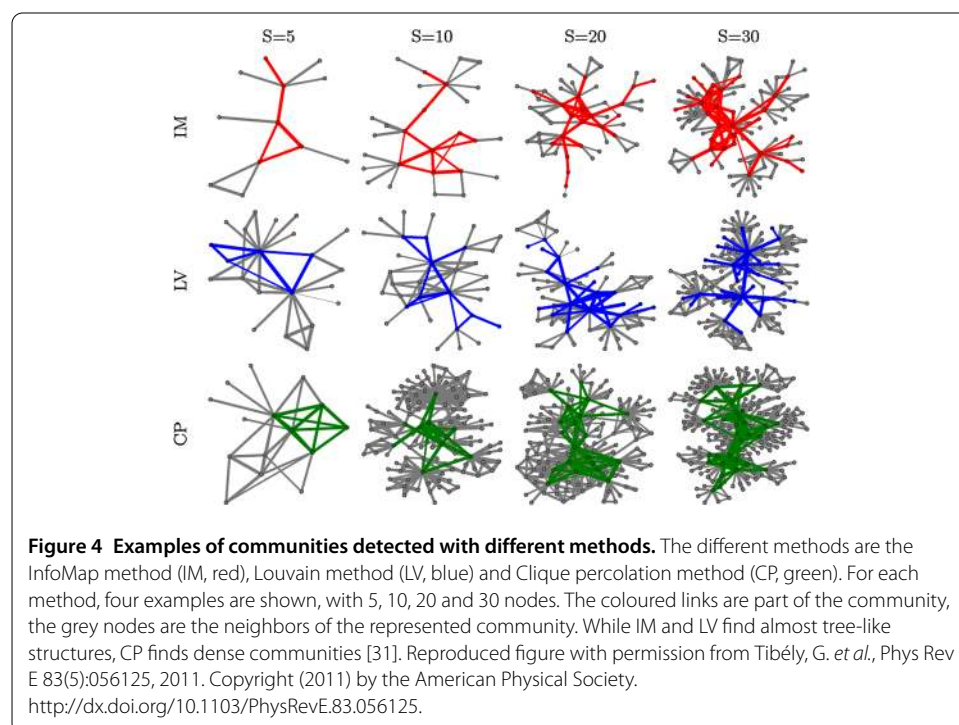 S=5 S=10 S=20 S=30
IM
LV
CP
Figure 4 Examples of communities detected with different methods. The different methods are the
InfoMap method (IM, red), Louvain method (LV, blue) and Clique percolation method (CP, green). For each
method, four examples are shown, with 5, 10, 20 and 30 nodes. The coloured links are part of the community,
the grey nodes are the neighbors of the represented community. While IM and LV find almost tree-like
structures, CP finds dense communities [31]. Reproduced figure with permission from Tibély, G. et al., Phys Rev
E 83(5):056125, 2011. Copyright (2011) by the American Physical Society.
http://dx.doi.org/10.1103/PhysRevE.83.056125.